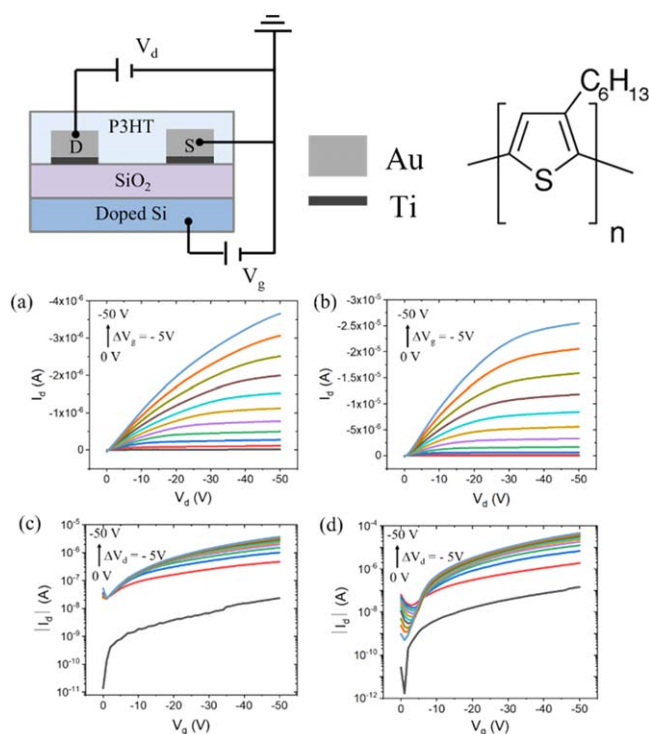 V_d
P3HT
D
S
SiO₂
Doped Si
V_g
Au
Ti
C₆H₁₃
S
n
(a)
-4x10⁻⁶
-3x10⁻⁶
-2x10⁻⁶
-1x10⁻⁶
0
I_d (A)
-50 V
ΔV_g = - 5V
0 V
0 -10 -20 -30 -40 -50
V_d (V)
(b)
-3x10⁻⁵
-2.5x10⁻⁵
-2x10⁻⁵
-1.5x10⁻⁵
-1x10⁻⁵
-5x10⁻⁶
0
I_d (A)
-50 V
ΔV_g = - 5V
0 V
0 -10 -20 -30 -40 -50
V_d (V)
(c)
10⁻⁵
10⁻⁶
10⁻⁷
10⁻⁸
10⁻⁹
10⁻¹⁰
10⁻¹¹
|I_d| (A)
-50 V
ΔV_d = - 5V
0 V
0 -10 -20 -30 -40 -50
V_g (V)
(d)
10⁻⁴
10⁻⁶
10⁻⁸
10⁻¹⁰
10⁻¹²
|I_d| (A)
-50 V
ΔV_d = - 5V
0 V
0 -10 -20 -30 -40 -50
V_g (V)